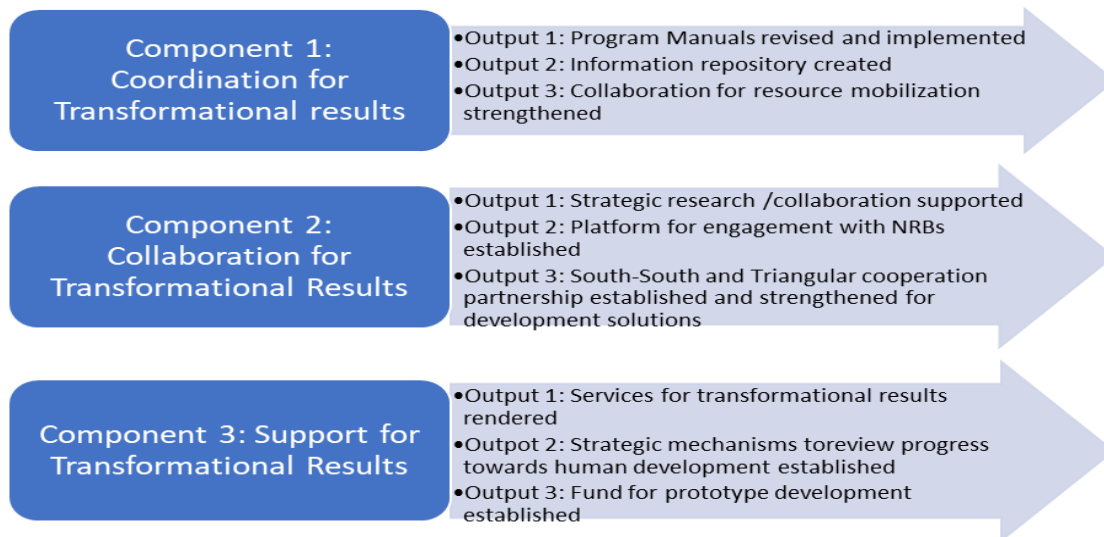 Component 1:
Coordination for
Transformational results
•Output 1: Program Manuals revised and implemented
•Output 2: Information repository created
•Output 3: Collaboration for resource mobilization
strengthened
Component 2:
Collaboration for
Transformational Results
•Output 1: Strategic research /collaboration supported
•Output 2: Platform for engagement with NRBs
established
•Output 3: South-South and Triangular cooperation
partnership established and strengthened for
development solutions
Component 3: Support for
Transformational Results
•Output 1: Services for transformational results
rendered
•Outpot 2: Strategic mechanisms toreview progress
towards human development established
•Output 3: Fund for prototype development
established